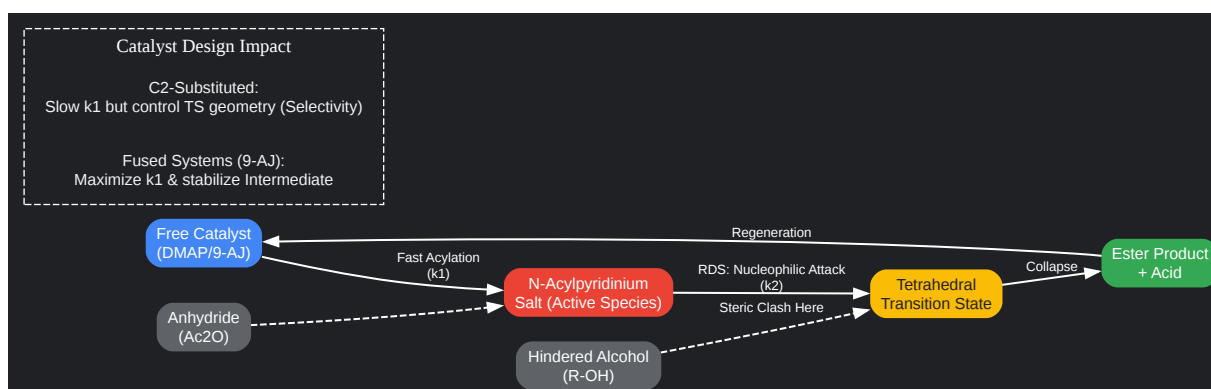 Catalyst Design Impact
C2-Substituted:
Slow k1 but control TS geometry (Selectivity)
Fused Systems (9-AJ):
Maximize k1 & stabilize Intermediate
Free Catalyst
(DMAP/9-AJ)
Regeneration
Ester Product
+ Acid
Fast Acylation
(k1)
RDS: Nucleophilic Attack
(k2)
Collapse
N-Acylpyridinium
Salt (Active Species)
Tetrahedral
Transition State
Steric Clash Here
Anhydride
(Ac2O)
Hindered Alcohol
(R-OH)